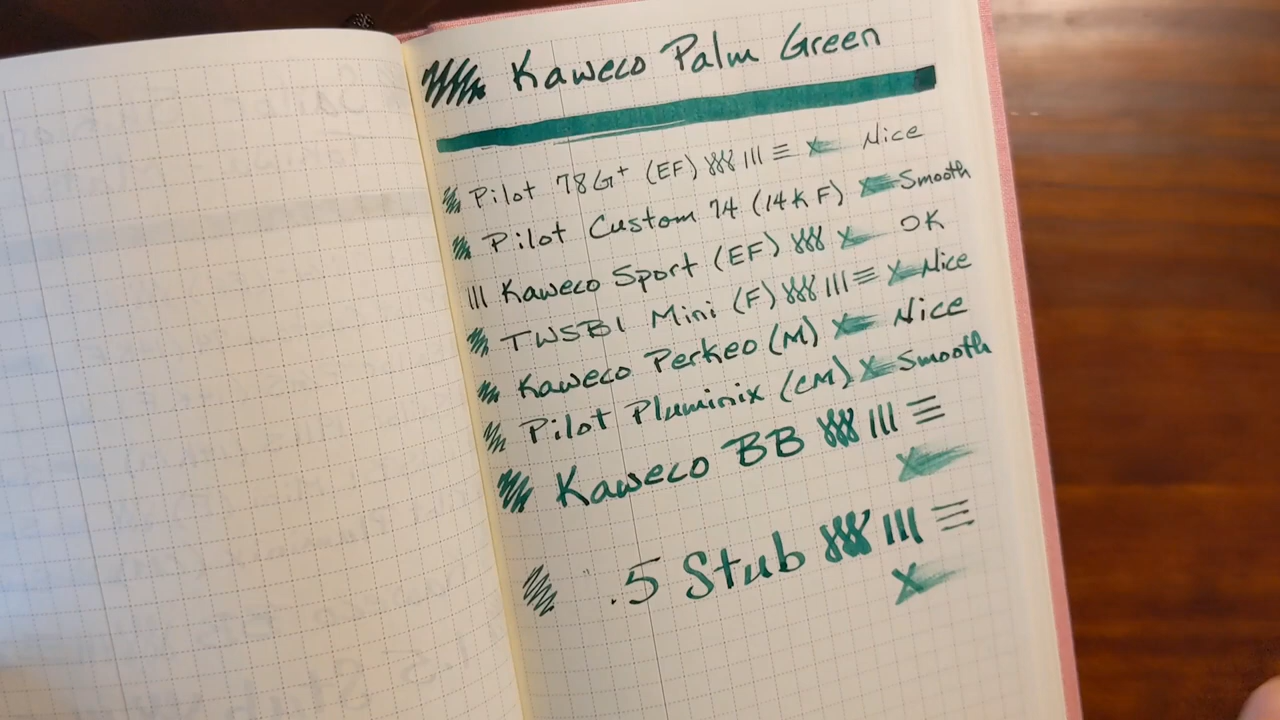 Kaweco Palm Green
Pilot 78G+ (EF) Nice
Pilot Custom 74 (14K F) Smooth
Kaweco Sport (EF) OK
TWSBI Mini (F) Nice
Kaweco Perkeo (M) Nice
Pilot Pluminix (CM) Smooth
Kaweco BB
.5 Stub